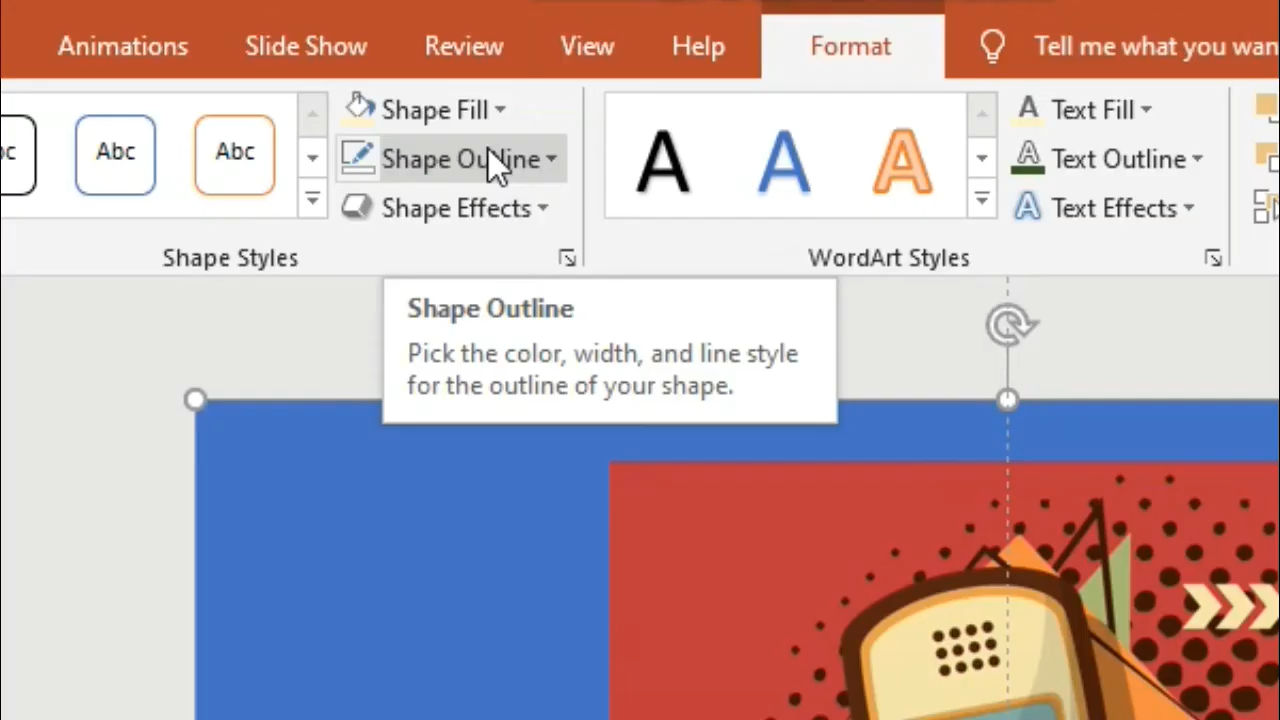 Animations Slide Show Review View Help Format Tell me what you wan
Abc Abc
Shape Fill
Shape Outline
Shape Effects
Shape Styles
A A A
Text Fill
Text Outline
Text Effects
WordArt Styles
Shape Outline
Pick the color, width, and line style
for the outline of your shape.